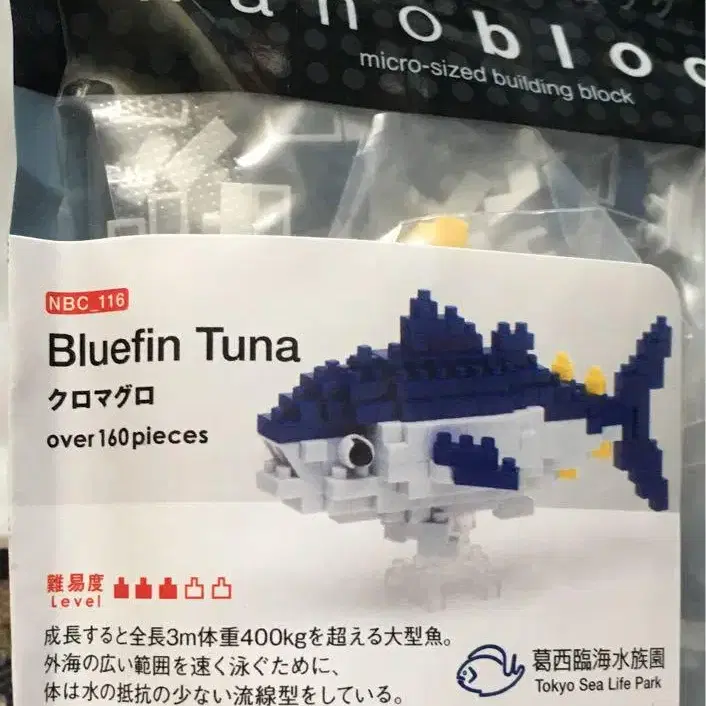 nanobloc
micro-sized building block
NBC_116
Bluefin Tuna
クロマグロ
over160pieces
難易度
Level
成長すると全長3m体重400kgを超える大型魚。
外海の広い範囲を速く泳ぐために、
体は水の抵抗の少ない流線型をしている。
葛西臨海水族園
Tokyo Sea Life Park